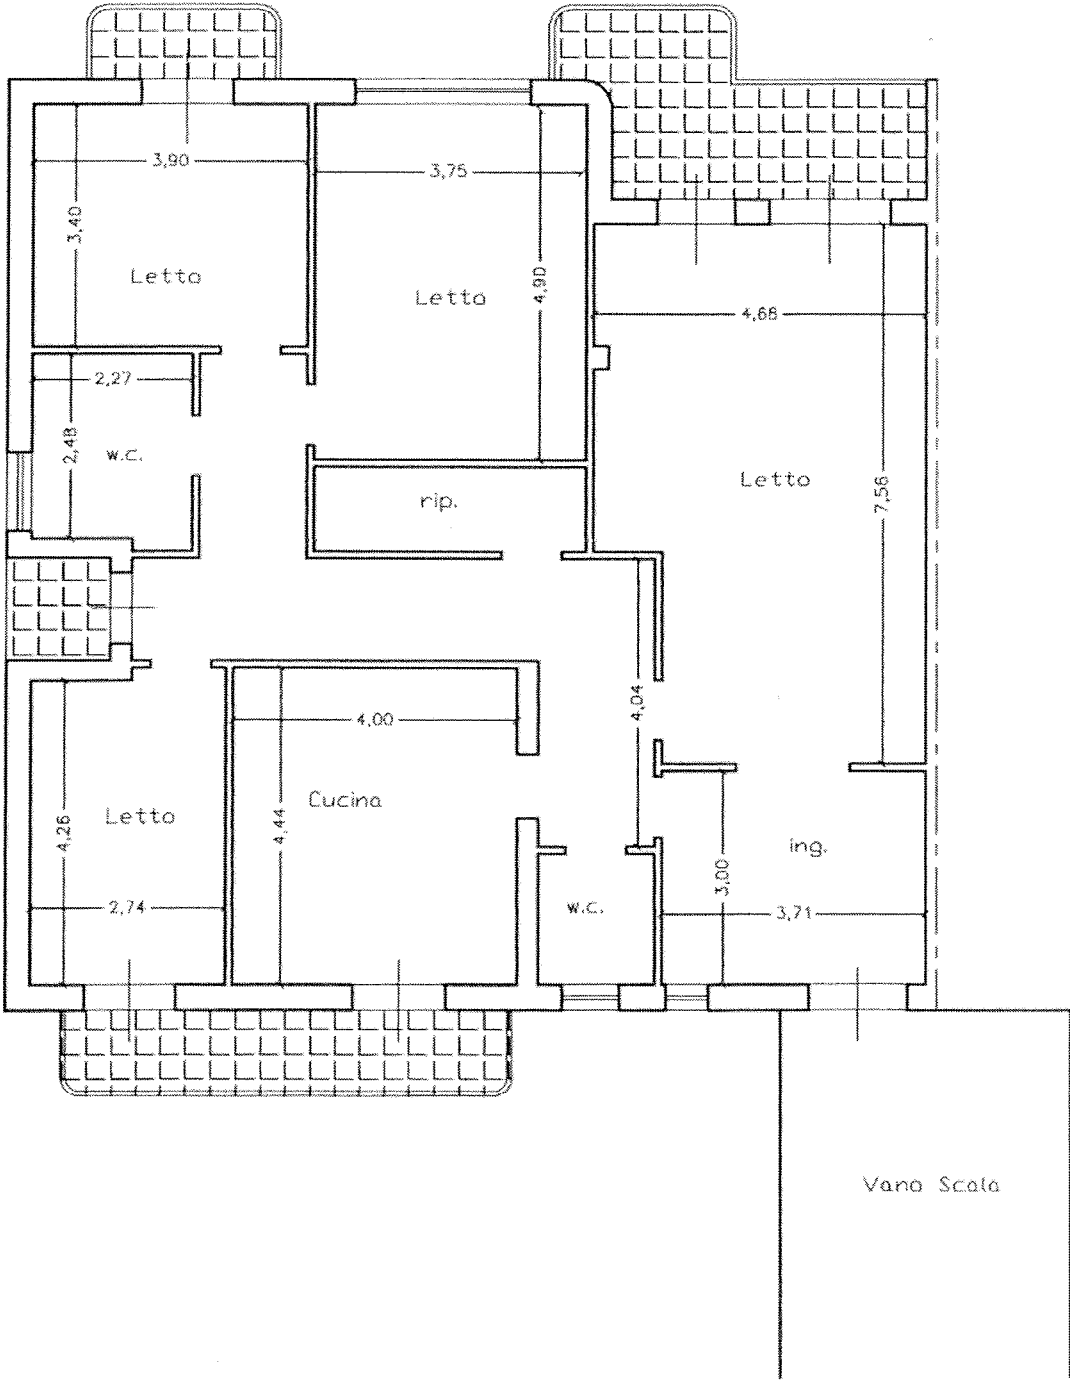 3,90
3,75
3,40
Letto
Letto
4,90
4,68
2,27
2,48
w.c.
rip.
Letto
7,56
4,00
4,04
Letto
Cucina
4,26
4,44
ing.
3,00
2,74
w.c.
3,71
Vano Scala